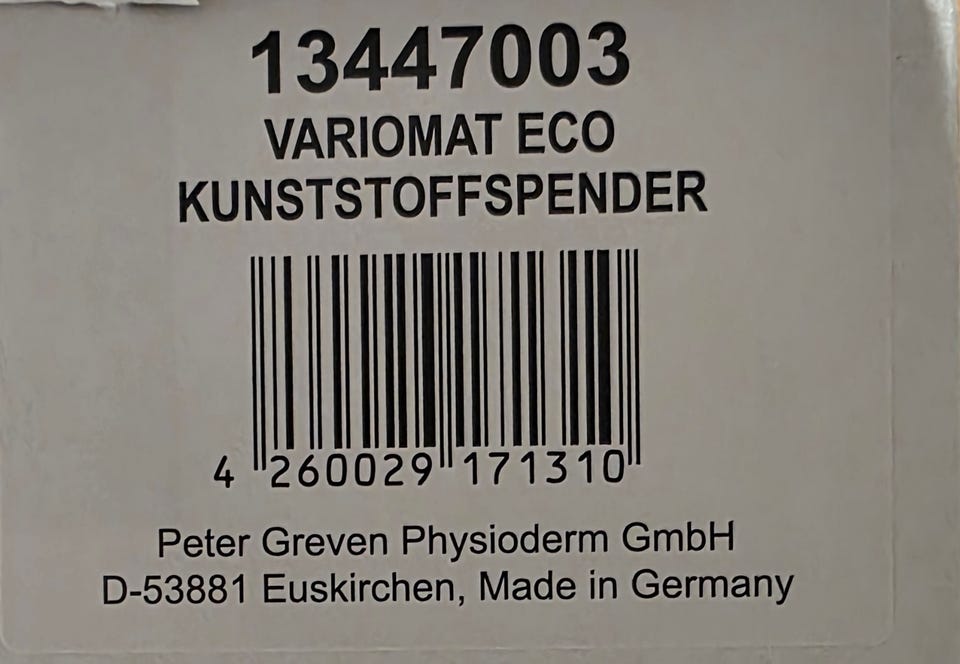 13447003
VARIOMAT ECO
KUNSTSTOFFSPENDER
4 260029 171310
Peter Greven Physioderm GmbH
D-53881 Euskirchen, Made in Germany